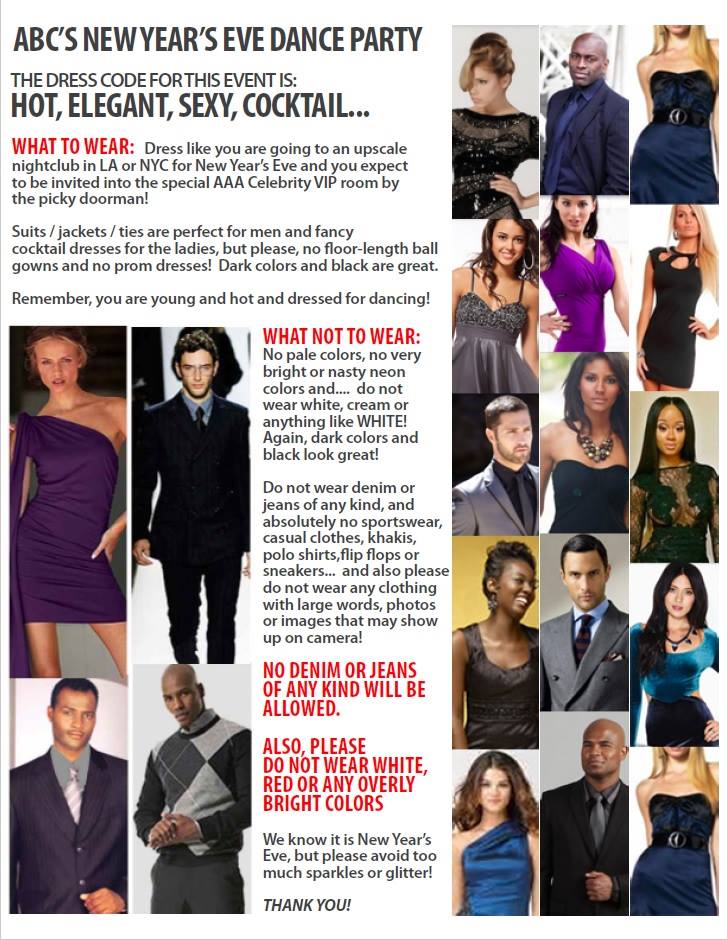 ABC'S NEW YEAR'S EVE DANCE PARTY
THE DRESS CODE FOR THIS EVENT IS:
HOT, ELEGANT, SEXY, COCKTAIL...
WHAT TO WEAR: Dress like you are going to an upscale
nightclub in LA or NYC for New Year's Eve and you expect
to be invited into the special AAA Celebrity VIP room by
the picky doorman!
Suits / jackets / ties are perfect for men and fancy
cocktail dresses for the ladies, but please, no floor-length ball
gowns and no prom dresses! Dark colors and black are great.
Remember, you are young and hot and dressed for dancing!
WHAT NOT TO WEAR:
No pale colors, no very
bright or nasty neon
colors and.... do not
wear white, cream or
anything like WHITE!
Again, dark colors and
black look great!
Do not wear denim or
jeans of any kind, and
absolutely no sportswear,
casual clothes, khakis,
polo shirts,flip flops or
sneakers... and also please
do not wear any clothing
with large words, photos
or images that may show
up on camera!
NO DENIM OR JEANS
OF ANY KIND WILL BE
ALLOWED.
ALSO, PLEASE
DO NOT WEAR WHITE,
RED OR ANY OVERLY
BRIGHT COLORS
We know it is New Year's
Eve, but please avoid too
much sparkles or glitter!
THANK YOU!